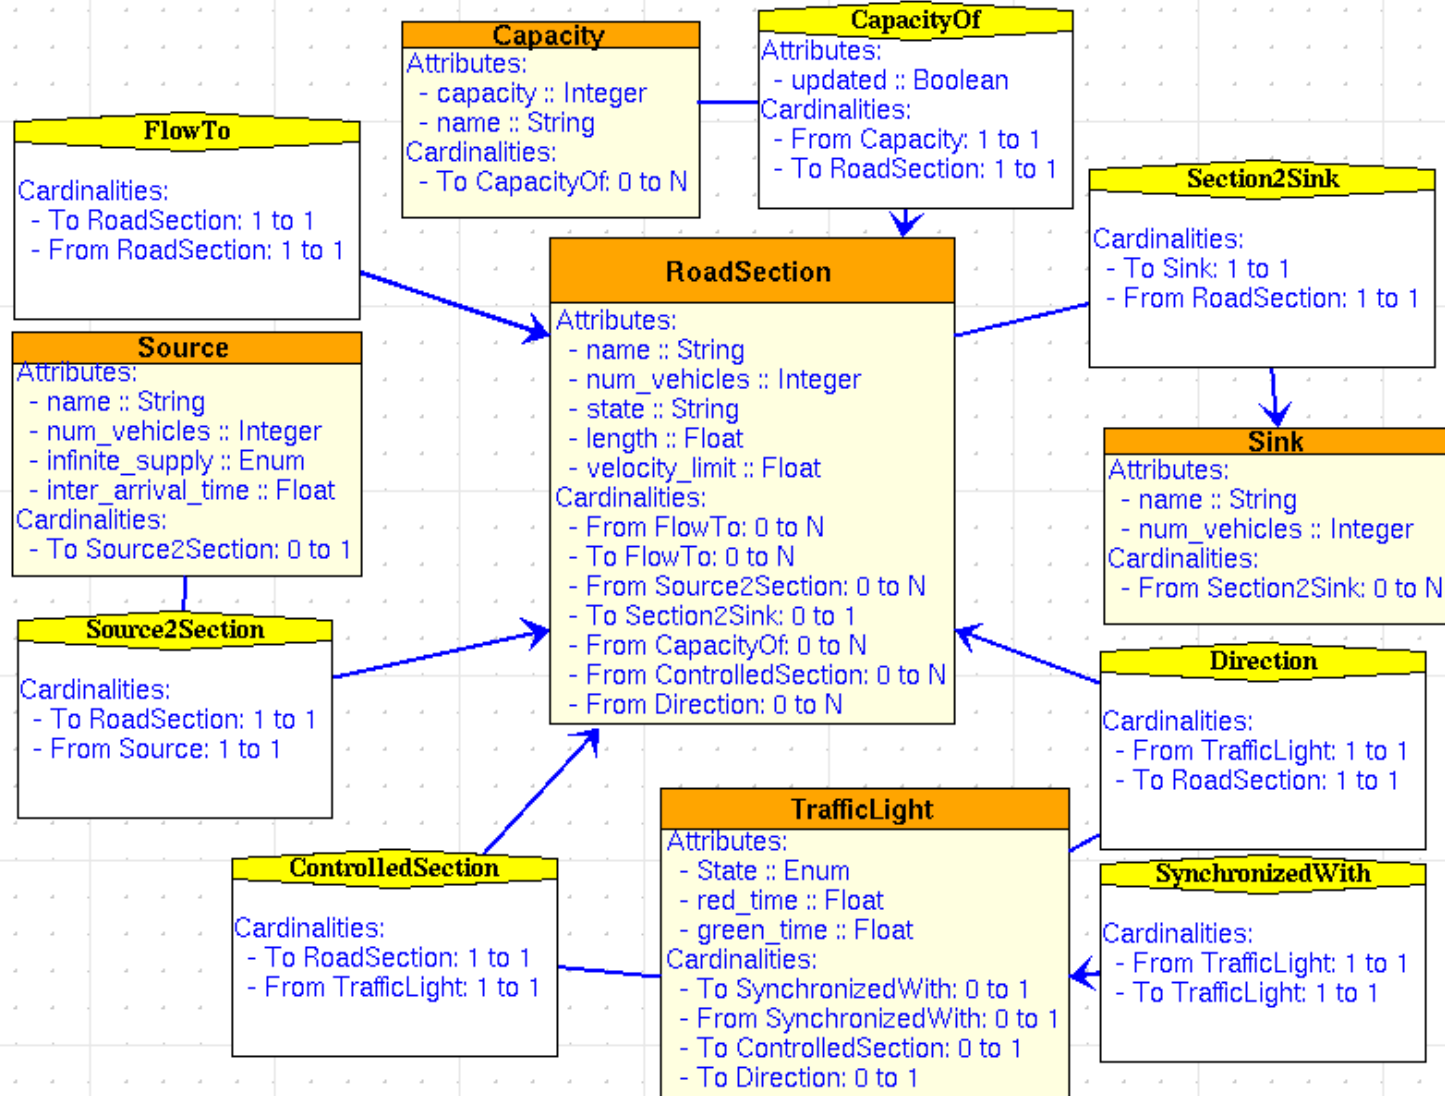 Capacity
Attributes:
- capacity :: Integer
- name :: String
Cardinalities:
- To CapacityOf: 0 to N
CapacityOf
Attributes:
- updated :: Boolean
Cardinalities:
- From Capacity: 1 to 1
- To RoadSection: 1 to 1
FlowTo
Cardinalities:
- To RoadSection: 1 to 1
- From RoadSection: 1 to 1
Section2Sink
Cardinalities:
- To Sink: 1 to 1
- From RoadSection: 1 to 1
RoadSection
Attributes:
- name :: String
- num_vehicles :: Integer
- state :: String
- length :: Float
- velocity_limit :: Float
Cardinalities:
- From FlowTo: 0 to N
- To FlowTo: 0 to N
- From Source2Section: 0 to N
- To Section2Sink: 0 to 1
- From CapacityOf: 0 to N
- From ControlledSection: 0 to N
- From Direction: 0 to N
Source
Attributes:
- name :: String
- num_vehicles :: Integer
- infinite_supply :: Enum
- inter_arrival_time :: Float
Cardinalities:
- To Source2Section: 0 to 1
Sink
Attributes:
- name :: String
- num_vehicles :: Integer
Cardinalities:
- From Section2Sink: 0 to N
Source2Section
Cardinalities:
- To RoadSection: 1 to 1
- From Source: 1 to 1
Direction
Cardinalities:
- From TrafficLight: 1 to 1
- To RoadSection: 1 to 1
TrafficLight
Attributes:
- State :: Enum
- red_time :: Float
- green_time :: Float
Cardinalities:
- To SynchronizedWith: 0 to 1
- From SynchronizedWith: 0 to 1
- To ControlledSection: 0 to 1
- To Direction: 0 to 1
ControlledSection
Cardinalities:
- To RoadSection: 1 to 1
- From TrafficLight: 1 to 1
SynchronizedWith
Cardinalities:
- From TrafficLight: 1 to 1
- To TrafficLight: 1 to 1